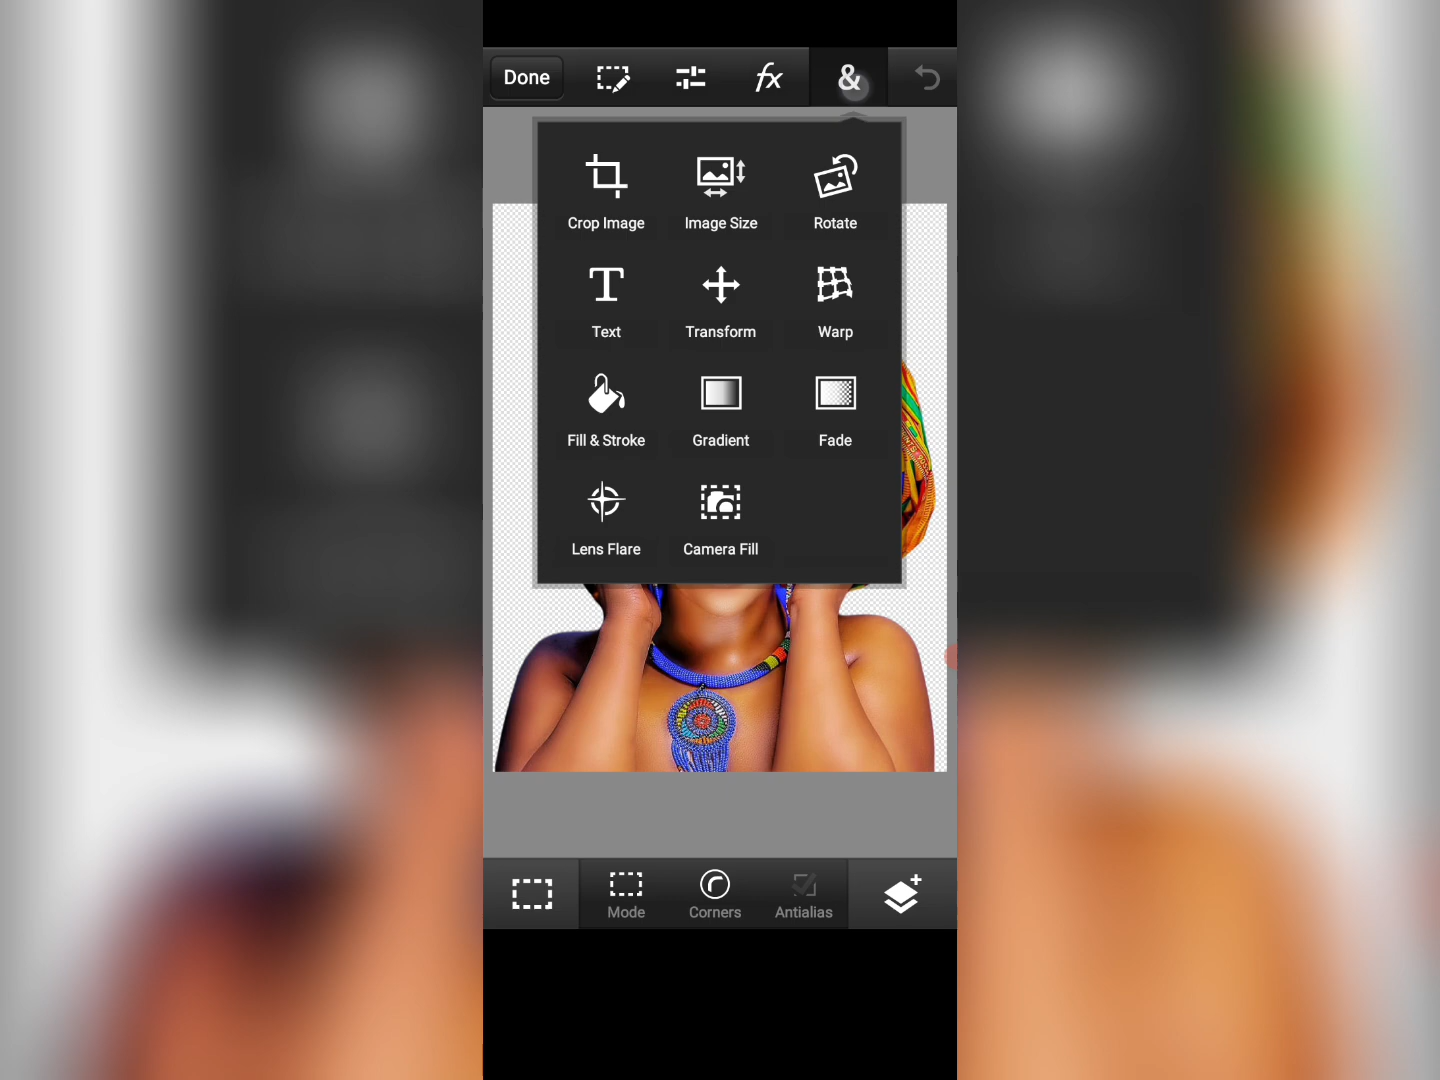 Done fx &
Crop Image Image Size Rotate
Text Transform Warp
Fill & Stroke Gradient Fade
Lens Flare Camera Fill
Mode Corners Antialias